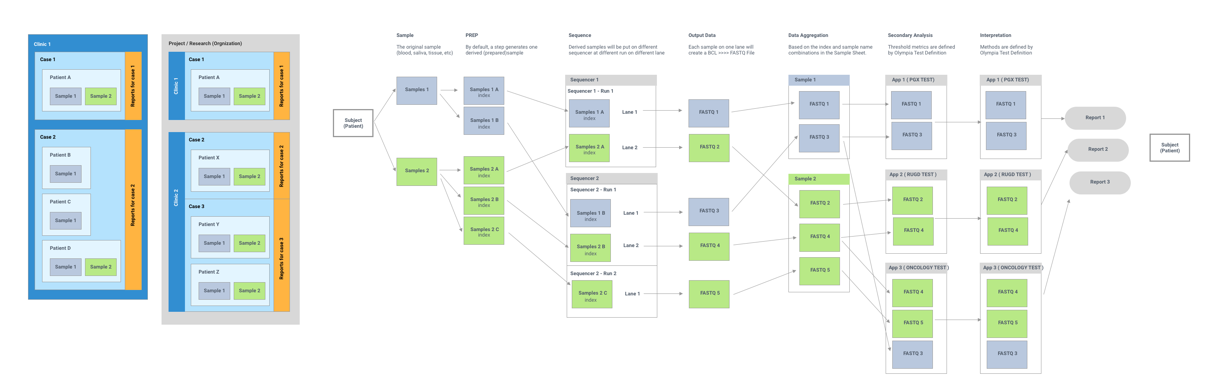 Clinic 1
Case 1
Patient A
Sample 1
Sample 2
Reports for case 1
Case 2
Patient B
Sample 1
Patient C
Sample 1
Patient D
Sample 1
Sample 2
Reports for case 2
Project / Research (Orgnization)
Clinic 1
Case 1
Patient A
Sample 1
Sample 2
Reports for case 1
Clinic 2
Case 2
Patient X
Sample 1
Sample 2
Reports for case 2
Case 3
Patient Y
Sample 1
Sample 2
Patient Z
Sample 1
Sample 2
Reports for case 3
Subject
(Patient)
Sample
The original sample
(blood, saliva, tissue, etc)
Samples 1
Samples 2
PREP
By default, a step generates one
derived (prepared)sample
Samples 1 A
index
Samples 1 B
index
Samples 2 A
index
Samples 2 B
index
Samples 2 C
index
Sequence
Derived samples will be put on different
sequencer at different run on different lane
Sequencer 1
Sequencer 1 - Run 1
Samples 1 A
index
Lane 1
Samples 2 A
index
Lane 2
Sequencer 2
Sequencer 2 - Run 1
Samples 1 B
index
Lane 1
Samples 2 B
index
Lane 2
Sequencer 2 - Run 2
Samples 2 C
index
Lane 1
Output Data
Each sample on one lane will
create a BCL =>>> FASTQ File
FASTQ 1
FASTQ 2
FASTQ 3
FASTQ 4
FASTQ 5
Data Aggregation
Based on the index and sample name
combinations in the Sample Sheet.
Sample 1
FASTQ 1
FASTQ 3
Sample 2
FASTQ 2
FASTQ 4
FASTQ 5
Secondary Analysis
Threshold metrics are defined
by Olympia Test Definition
App 1 ( PGX TEST)
FASTQ 1
FASTQ 3
App 2 ( RUGD TEST )
FASTQ 2
FASTQ 4
App 3 ( ONCOLOGY TEST )
FASTQ 4
FASTQ 5
FASTQ 3
Interpretation
Methods are defined by
Olympia Test Definition
App 1 ( PGX TEST)
FASTQ 1
FASTQ 3
App 2 ( RUGD TEST )
FASTQ 2
FASTQ 4
App 3 ( ONCOLOGY TEST )
FASTQ 4
FASTQ 5
FASTQ 3
Report 1
Report 2
Report 3
Subject
(Patient)